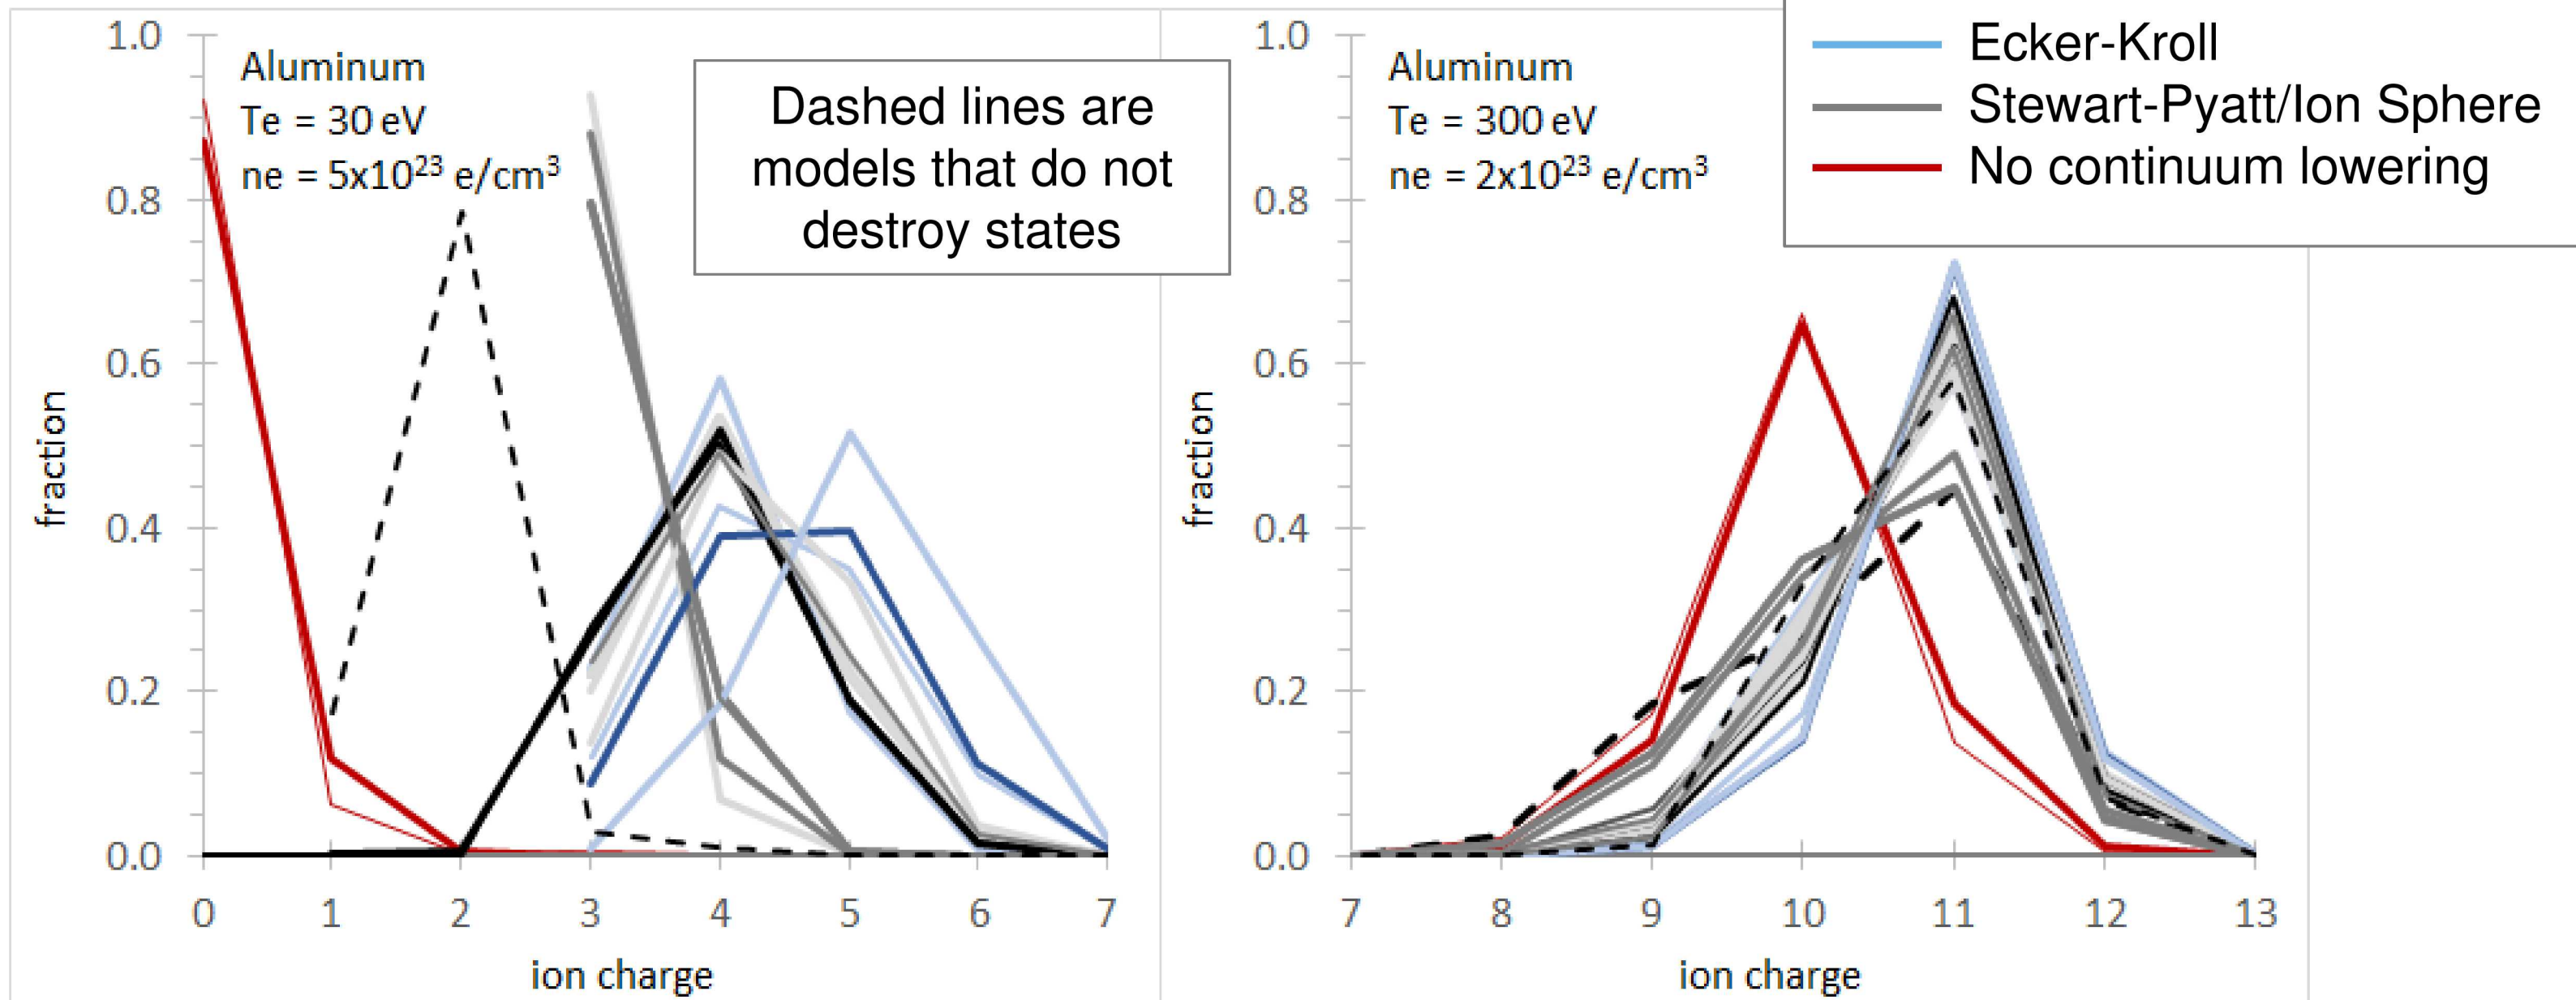 1.0
0.8
0.6
0.4
0.2
0.0
fraction
Aluminum
Te = 30 eV
ne = 5x10²³ e/cm³
Dashed lines are
models that do not
destroy states
0 1 2 3 4 5 6 7
ion charge
1.0
0.8
0.6
0.4
0.2
0.0
fraction
Aluminum
Te = 300 eV
ne = 2x10²³ e/cm³
Ecker-Kroll
Stewart-Pyatt/Ion Sphere
No continuum lowering
7 8 9 10 11 12 13
ion charge